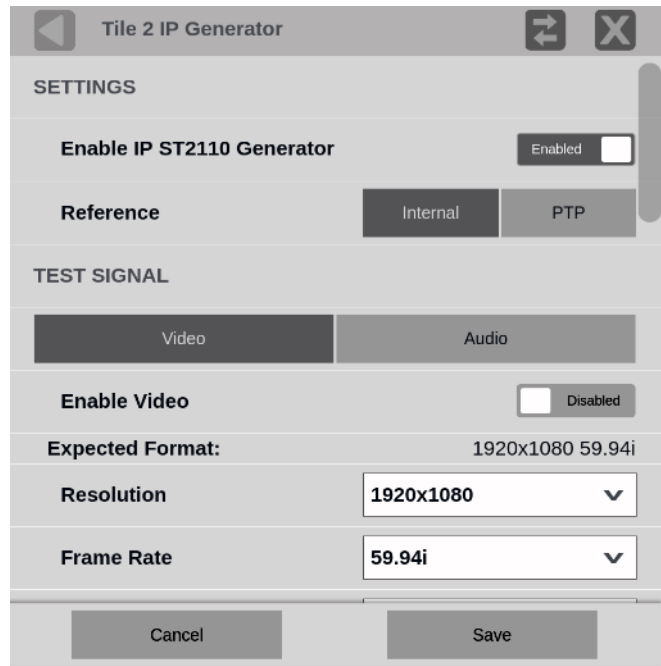 Tile 2 IP Generator
SETTINGS
Enable IP ST2110 Generator Enabled
Reference Internal PTP
TEST SIGNAL
Video Audio
Enable Video Disabled
Expected Format: 1920x1080 59.94i
Resolution 1920x1080
Frame Rate 59.94i
Cancel Save